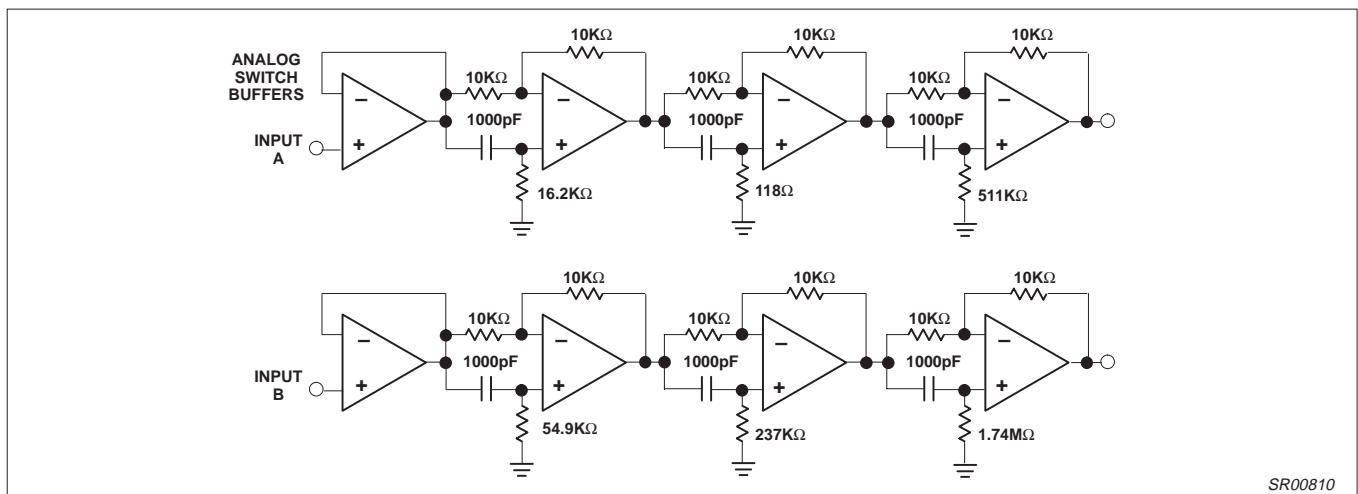 10KΩ 10KΩ 10KΩ
ANALOG
SWITCH
BUFFERS
10KΩ 10KΩ 10KΩ
1000pF 1000pF 1000pF
− − − −
+ + + +
INPUT
A
16.2KΩ 118Ω 511KΩ
10KΩ 10KΩ 10KΩ
10KΩ 10KΩ 10KΩ
1000pF 1000pF 1000pF
− − − −
+ + + +
INPUT
B
54.9KΩ 237KΩ 1.74MΩ
SR00810